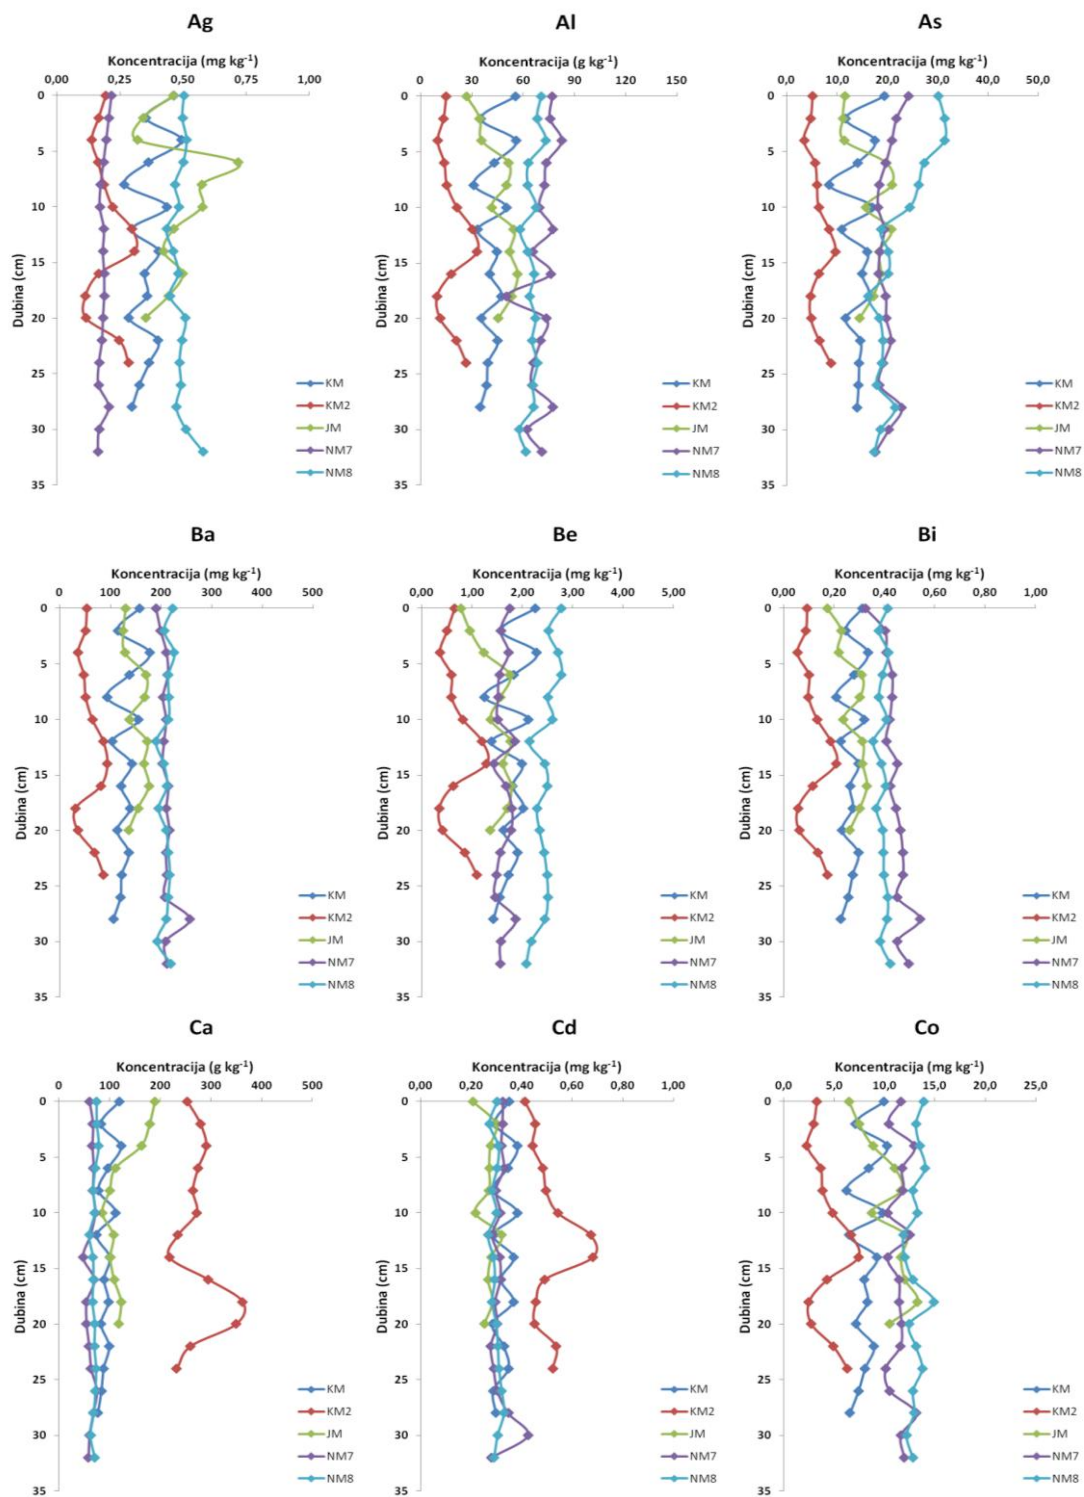 Ag Al As
Koncentracija (mg kg-1) Koncentracija (g kg-1) Koncentracija (mg kg-1)
0,00 0,25 0,50 0,75 1,00 0 30 60 90 120 150 0,0 10,0 20,0 30,0 40,0 50,0
0 0 0
5 5 5
10 10 10
15 15 15
Dubina (cm) Dubina (cm) Dubina (cm)
20 20 20
25 25 25
KM KM KM
KM2 KM2 KM2
30 JM 30 JM 30 JM
NM7 NM7 NM7
NM8 NM8 NM8
35 35 35
Ba Be Bi
Koncentracija (mg kg-1) Koncentracija (mg kg-1) Koncentracija (mg kg-1)
0 100 200 300 400 500 0,00 1,00 2,00 3,00 4,00 5,00 0,00 0,20 0,40 0,60 0,80 1,00
0 0 0
5 5 5
10 10 10
15 15 15
Dubina (cm) Dubina (cm) Dubina (cm)
20 20 20
25 25 25
KM KM KM
KM2 KM2 KM2
30 JM 30 JM 30 JM
NM7 NM7 NM7
NM8 NM8 NM8
35 35 35
Ca Cd Co
Koncentracija (g kg-1) Koncentracija (mg kg-1) Koncentracija (mg kg-1)
0 100 200 300 400 500 0,00 0,20 0,40 0,60 0,80 1,00 0,0 5,0 10,0 15,0 20,0 25,0
0 0 0
5 5 5
10 10 10
15 15 15
Dubina (cm) Dubina (cm) Dubina (cm)
20 20 20
25 25 25
KM KM KM
KM2 KM2 KM2
30 JM 30 JM 30 JM
NM7 NM7 NM7
NM8 NM8 NM8
35 35 35